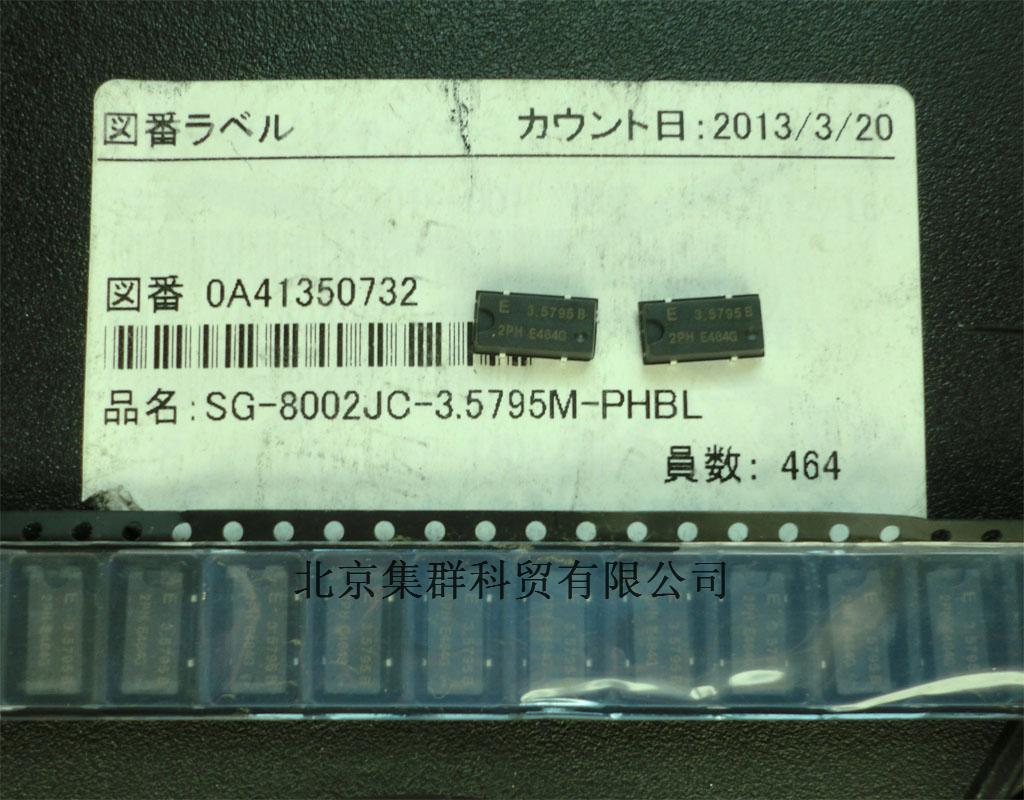 図番ラベル
カウント日:2013/3/20
図番 0A41350732
E 3.5795B
2PH E464G
E 3.5795B
2PH E464G
品名:SG-8002JC-3.5795M-PHBL
員数: 464
北京集群科贸有限公司